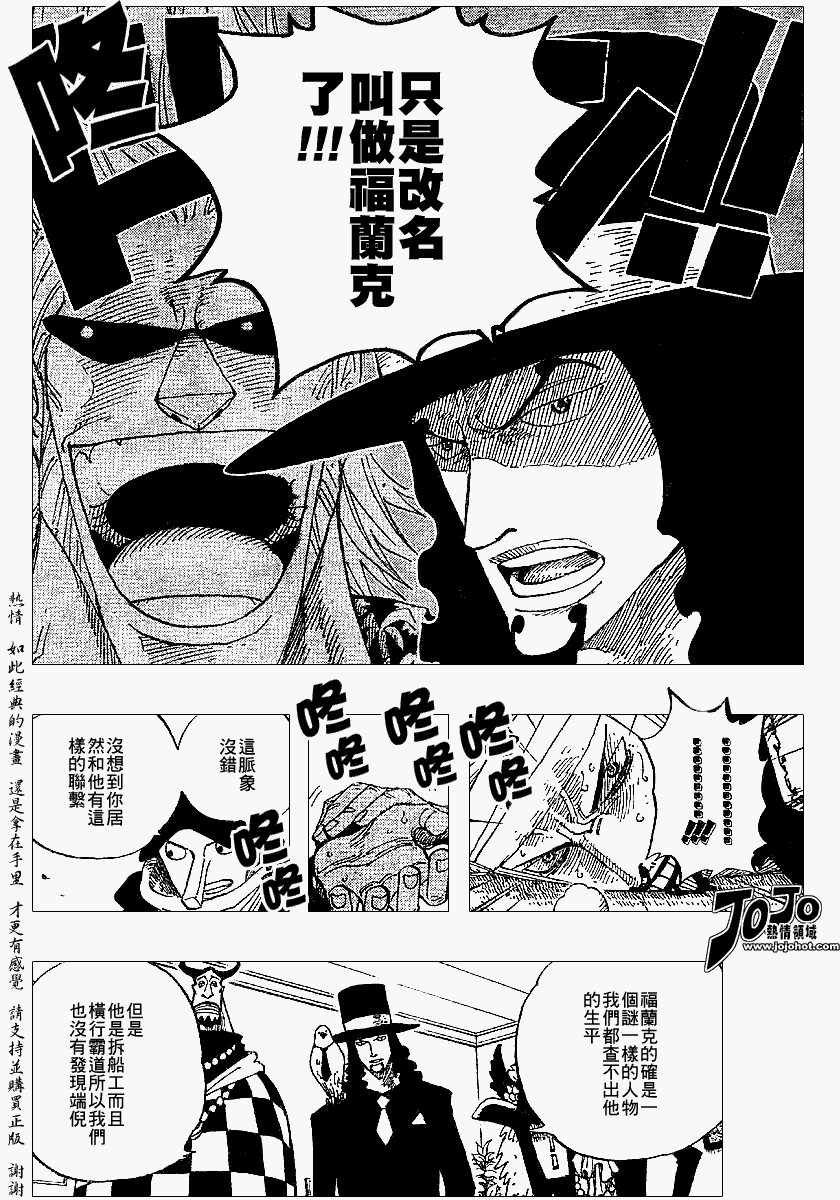 只是改名
叫做福蘭克
了!!!
咚
!!!
咚咚
咚咚
咚咚
這脈象
沒錯
沒想到你居
然和他有這
樣的聯繫
咚咚
福蘭克的確是一
個謎一樣的人物
我們都查不出他
的生平
但是
他是拆船工而且
橫行霸道所以我們
也沒有發現端倪
JOJO
熱情領域
www.jojohot.com
熱情 如此經典的漫畫 還是拿在手里 才更有感覺 請支持並購買正版 謝謝